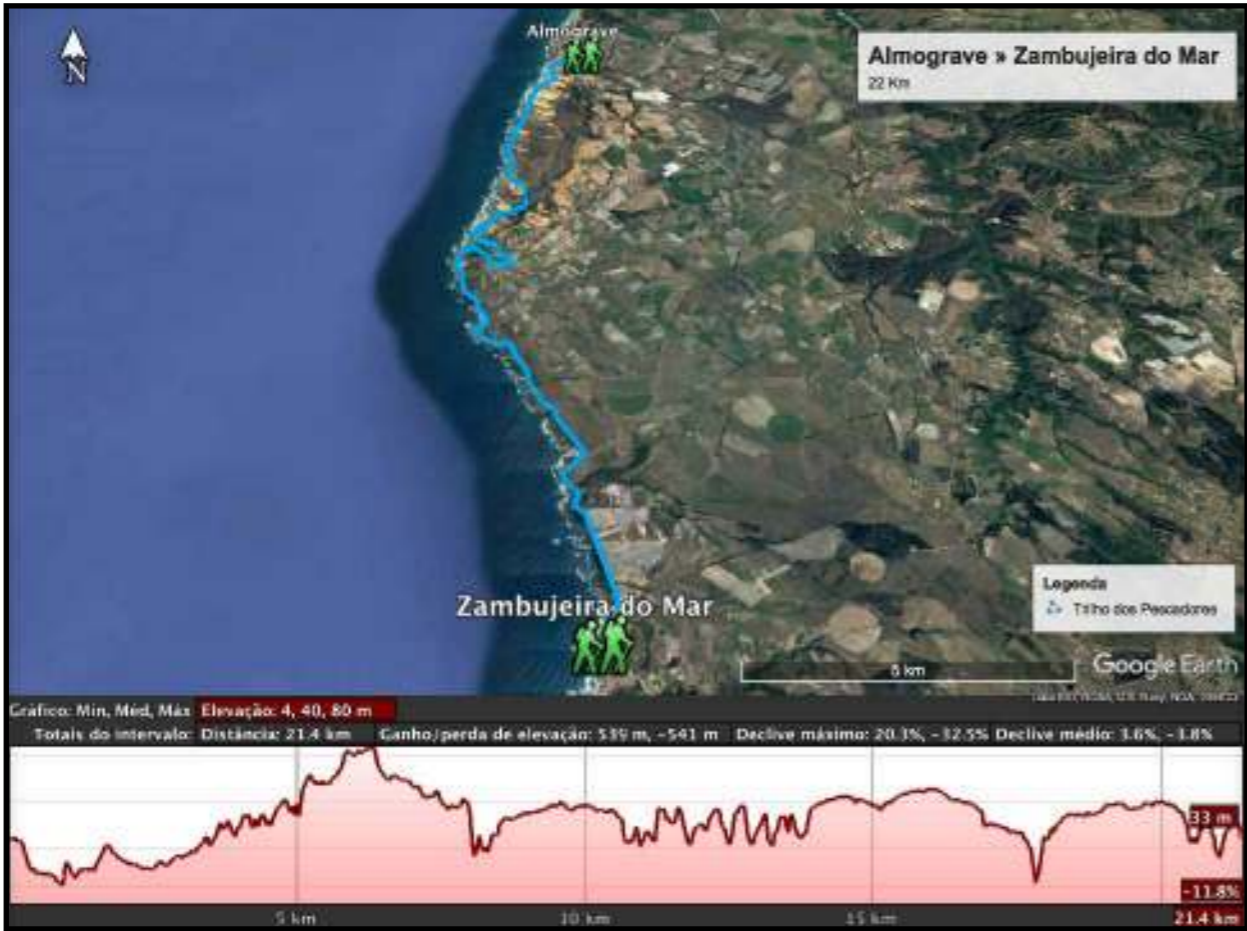 Almograve
N
Almograve » Zambujeira do Mar
22 Km
Zambujeira do Mar
Legenda
Trilho dos Pescadores
5 km
Google Earth
Gráfico: Min, Med, Máx Elevação: 4, 40, 80 m
Totais do intervalo: Distância: 21.4 km Ganho/perda de elevação: 539 m, -541 m Declive máximo: 20.3%, -32.5% Declive médio: 3.6%, -3.8%
33 m
-11.8%
5 km 10 km 15 km 21.4 km